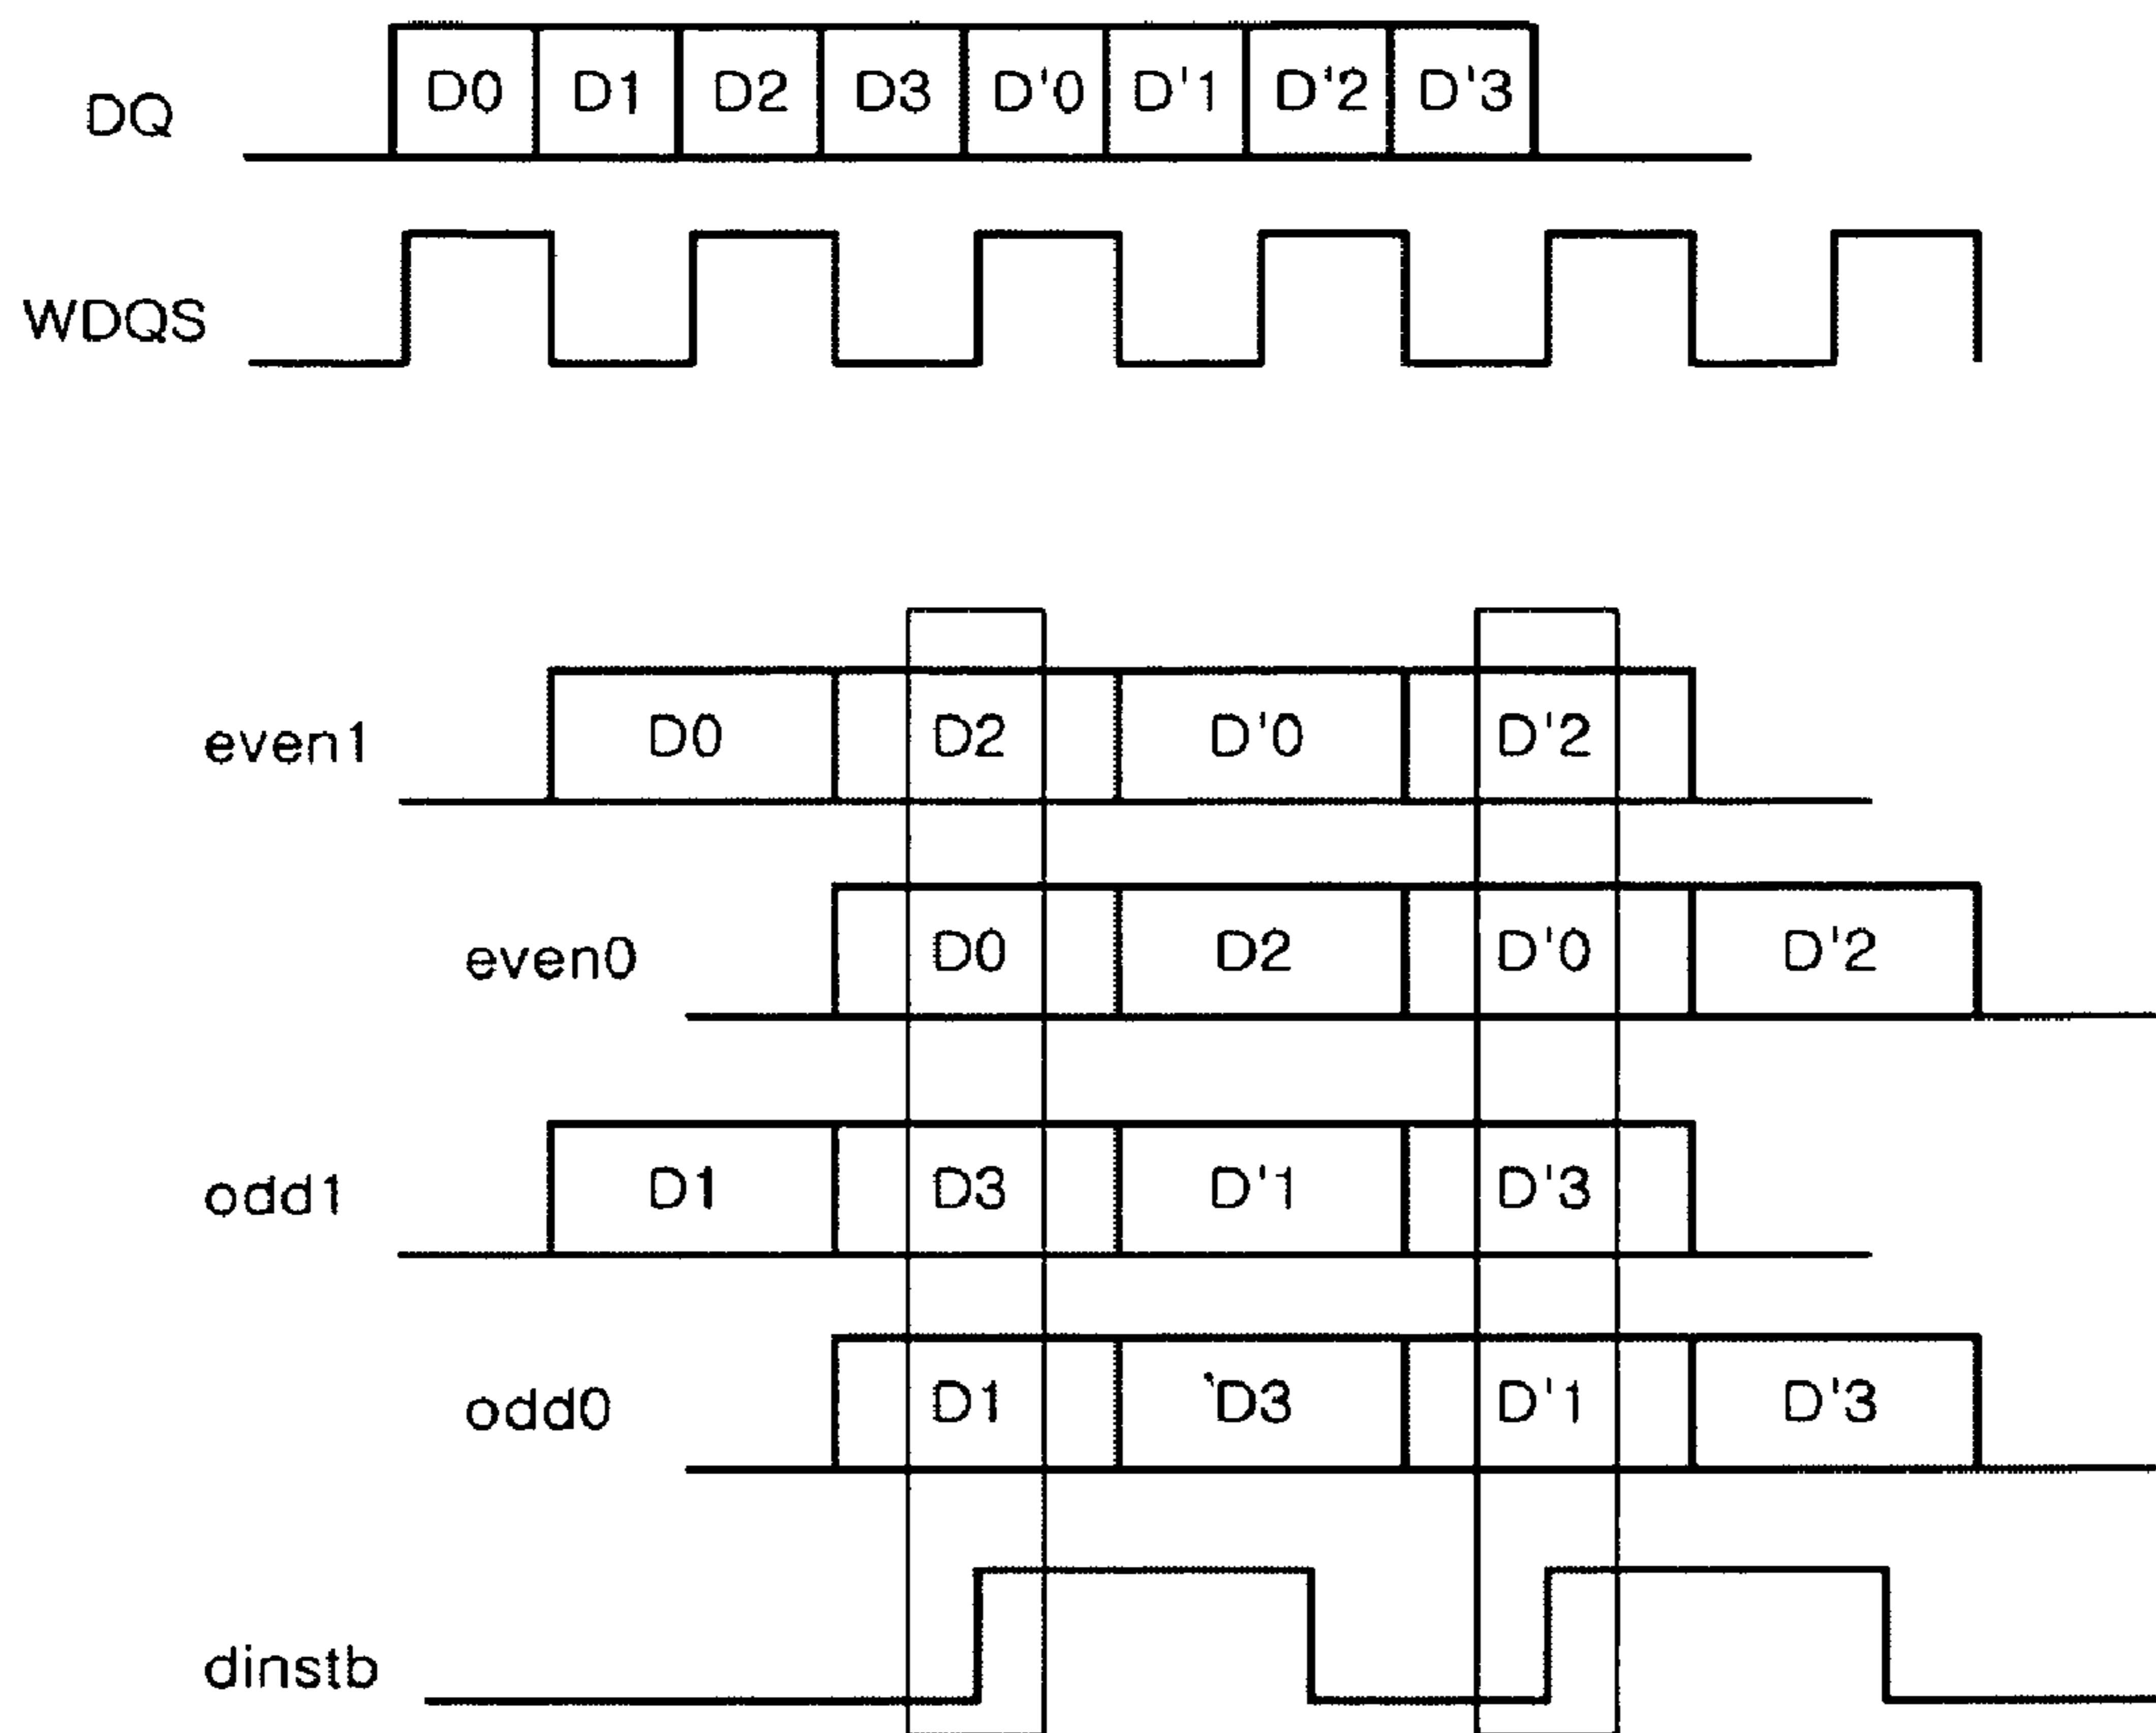 DQ D0 D1 D2 D3 D'0 D'1 D'2 D'3
WDQS
even1 D0 D2 D'0 D'2
even0 D0 D2 D'0 D'2
odd1 D1 D3 D'1 D'3
odd0 D1 D3 D'1 D'3
dinstb